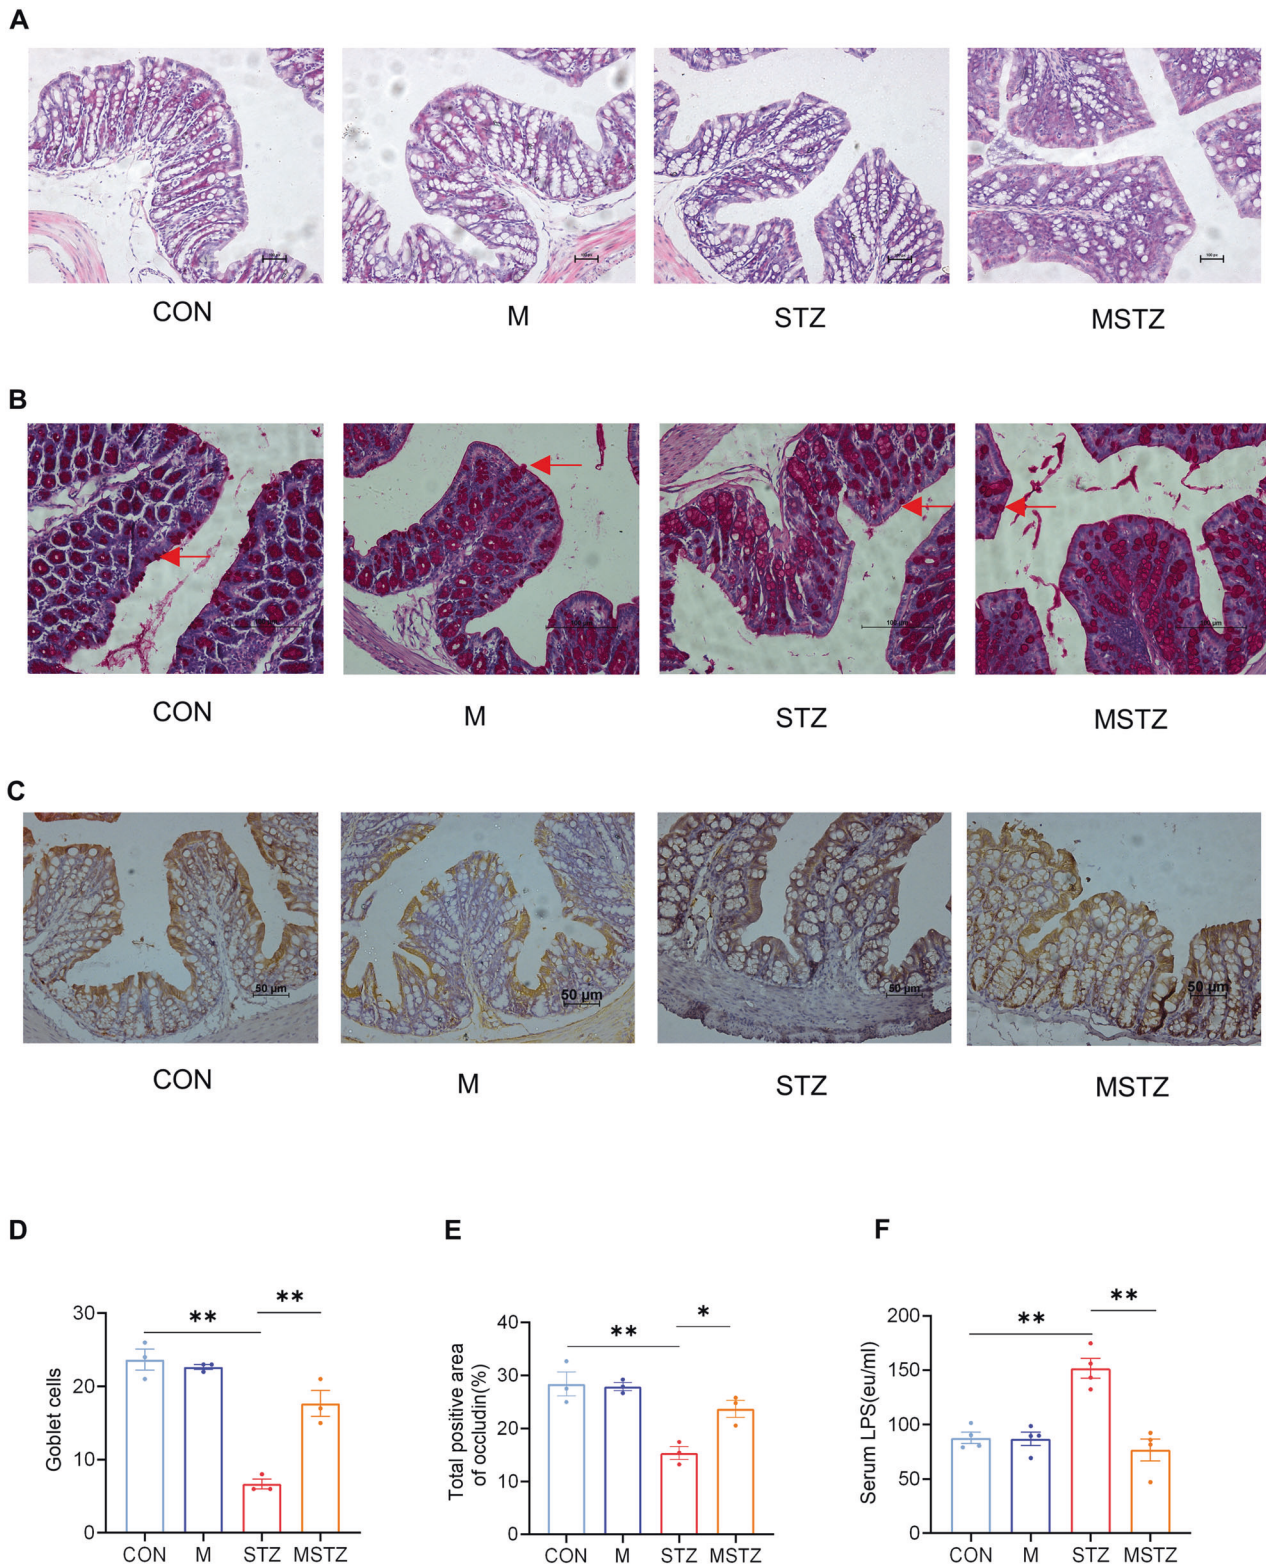 A
CON
M
STZ
MSTZ
B
100 μm
CON
M
STZ
MSTZ
C
50 μm
50 μm
50 μm
50 μm
CON
M
STZ
MSTZ
D
E
F
Goblet cells
30
20
10
0
**
**
CON M STZ MSTZ
Total positive area
of occludin(%)
40
30
20
10
0
**
*
CON M STZ MSTZ
Serum LPS(eu/ml)
200
150
100
50
0
**
**
CON M STZ MSTZ